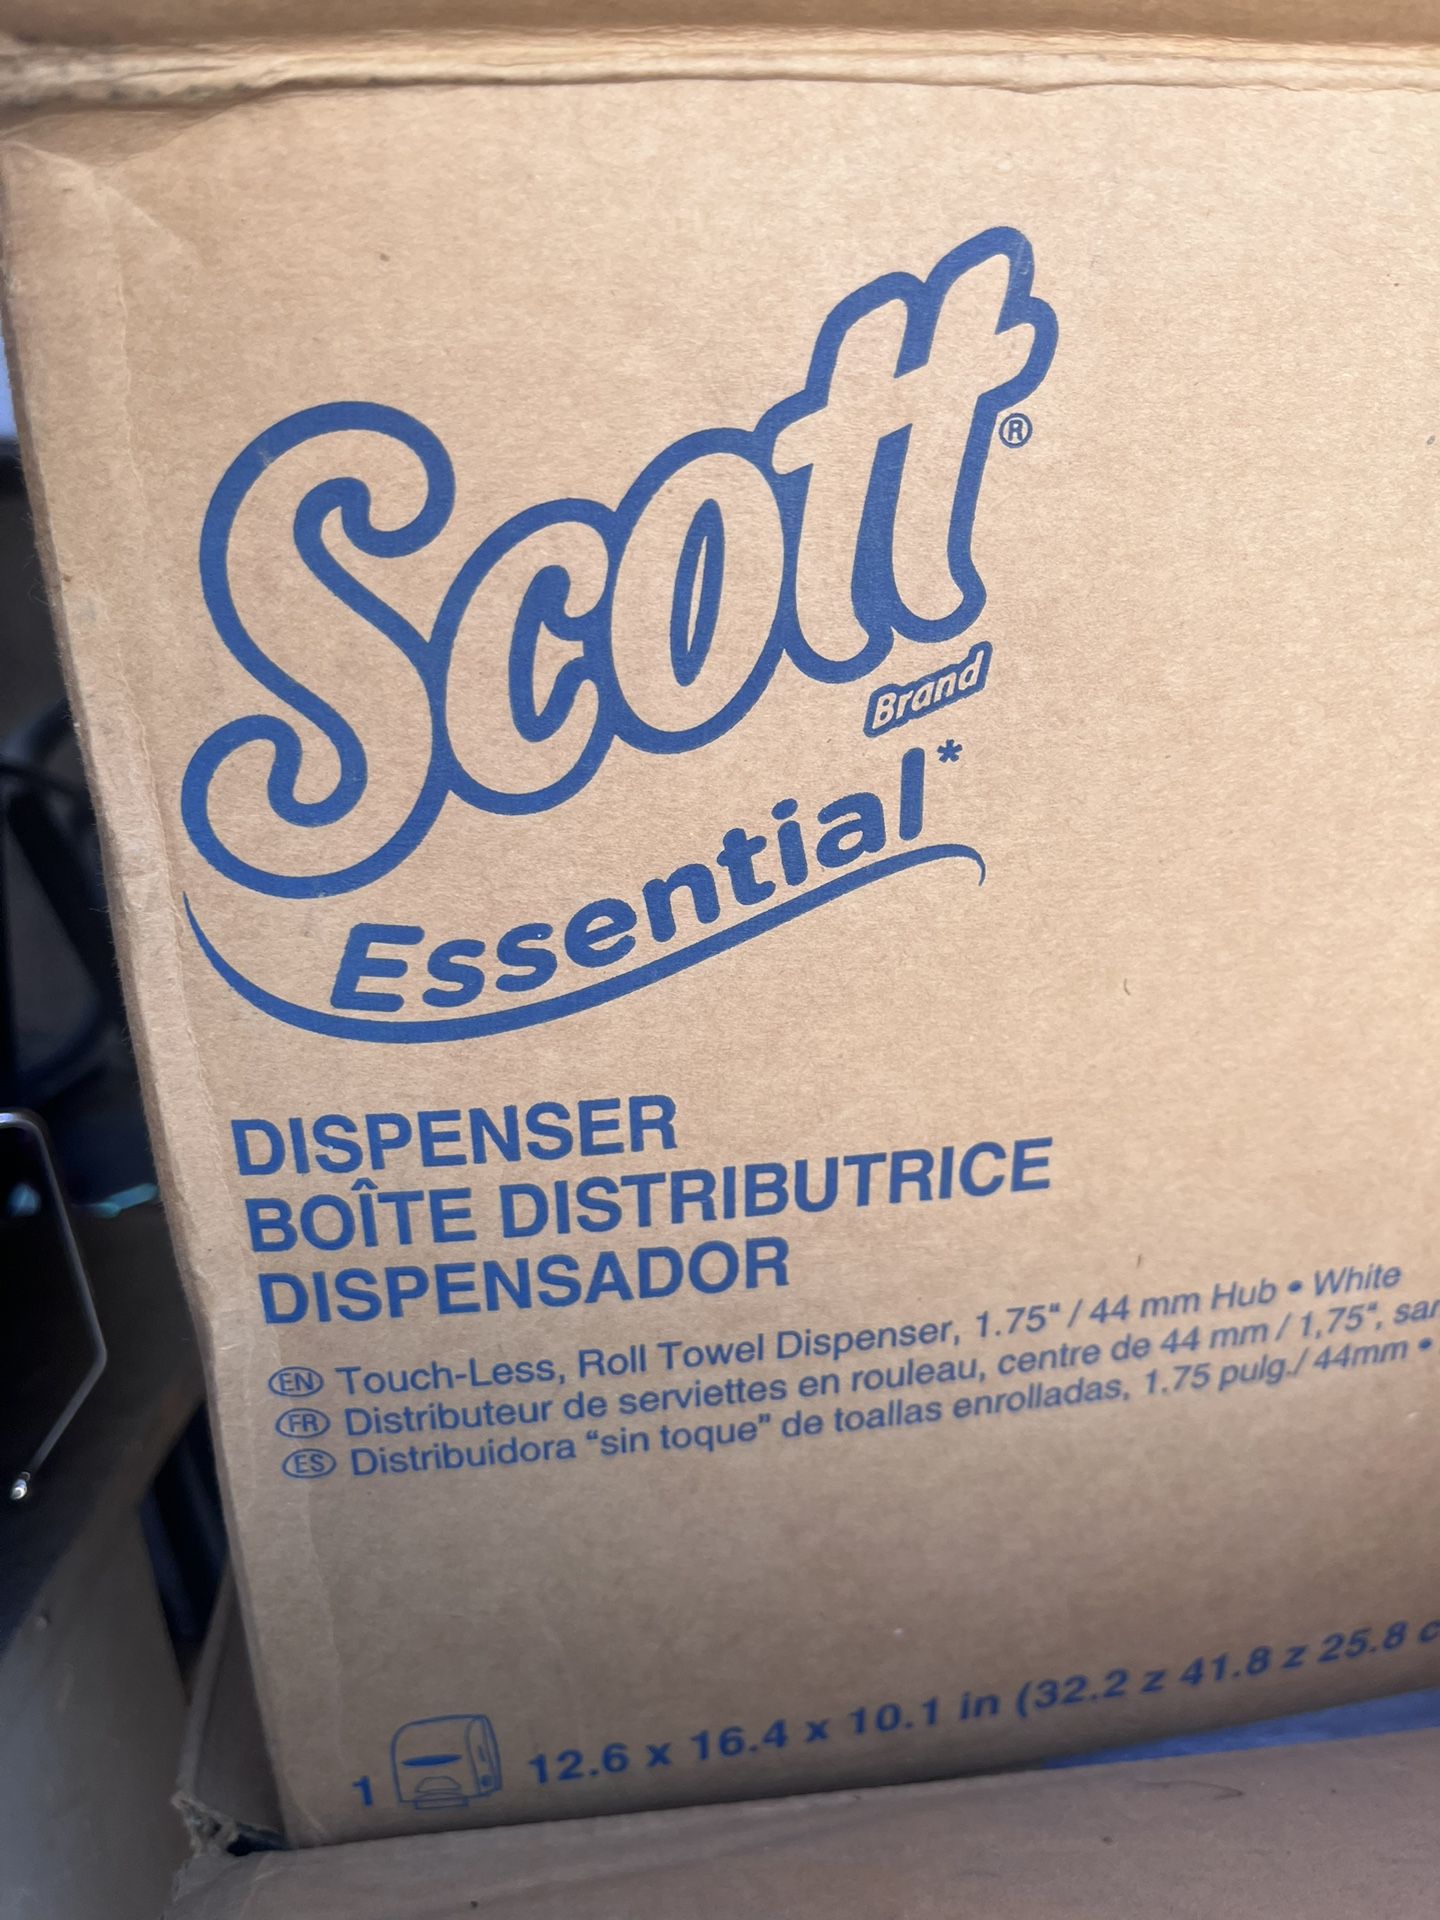 Scott®
Brand
Essential*
DISPENSER
BOÎTE DISTRIBUTRICE
DISPENSADOR
EN Touch-Less, Roll Towel Dispenser, 1.75" / 44 mm Hub • White
FR Distributeur de serviettes en rouleau, centre de 44 mm / 1,75",
ES Distribuidora "sin toque" de toallas enrolladas, 1.75 pulg./ 44mm •
1 12.6 x 16.4 x 10.1 in (32.2 z 41.8 z 25.8